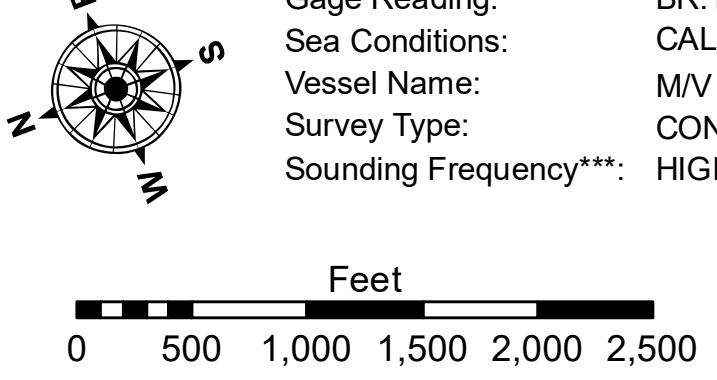 Gage Reading:
Sea Conditions:
Vessel Name: M/V
Survey Type:
Sounding Frequency***:
S
N
W
Feet
0 500 1,000 1,500 2,000 2,500